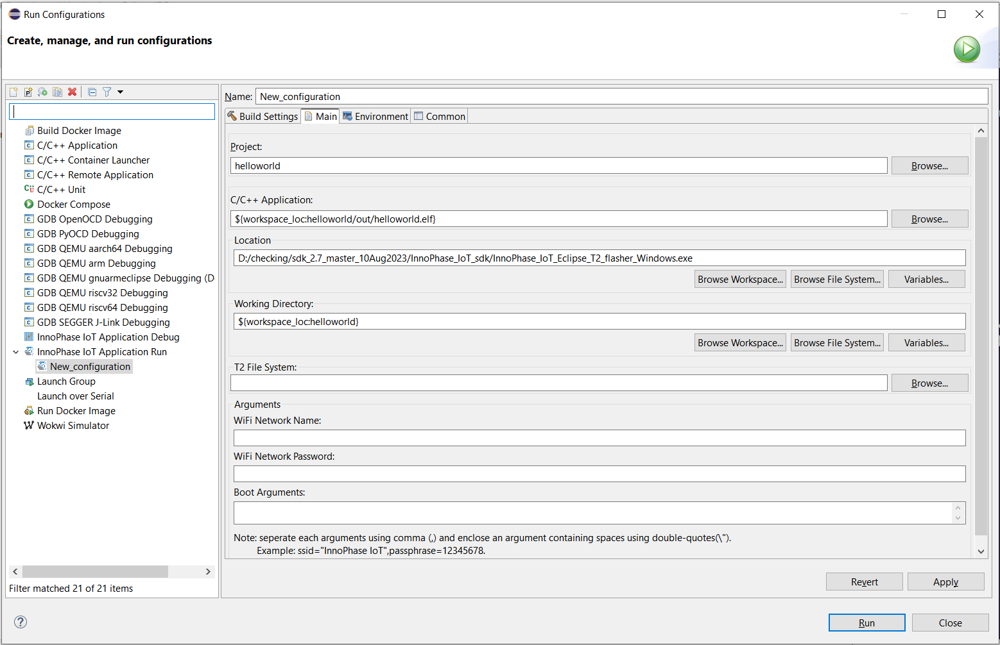 Run Configurations
Create, manage, and run configurations
Build Docker Image
C/C++ Application
C/C++ Container Launcher
C/C++ Remote Application
C/C++ Unit
Docker Compose
GDB OpenOCD Debugging
GDB PyOCD Debugging
GDB QEMU aarch64 Debugging
GDB QEMU arm Debugging
GDB QEMU gnuarmeclipse Debugging (D
GDB QEMU riscv32 Debugging
GDB QEMU riscv64 Debugging
GDB SEGGER J-Link Debugging
InnoPhase IoT Application Debug
InnoPhase IoT Application Run
New_configuration
Launch Group
Launch over Serial
Run Docker Image
Wokwi Simulator
Filter matched 21 of 21 items
Name: New_configuration
Build Settings Main Environment Common
Project:
helloworld Browse...
C/C++ Application:
${workspace_loc:helloworld/out/helloworld.elf} Browse...
Location
D:/checking/sdk_2.7_master_10Aug2023/InnoPhase_IoT_sdk/InnoPhase_IoT_Eclipse_T2_flasher_Windows.exe
Browse Workspace... Browse File System... Variables...
Working Directory:
${workspace_loc:helloworld}
Browse Workspace... Browse File System... Variables...
T2 File System:
Browse...
Arguments
WiFi Network Name:
WiFi Network Password:
Boot Arguments:
Note: seperate each arguments using comma (,) and enclose an argument containing spaces using double-quotes(\").
Example: ssid="InnoPhase IoT",passphrase=12345678.
Revert Apply
Run Close